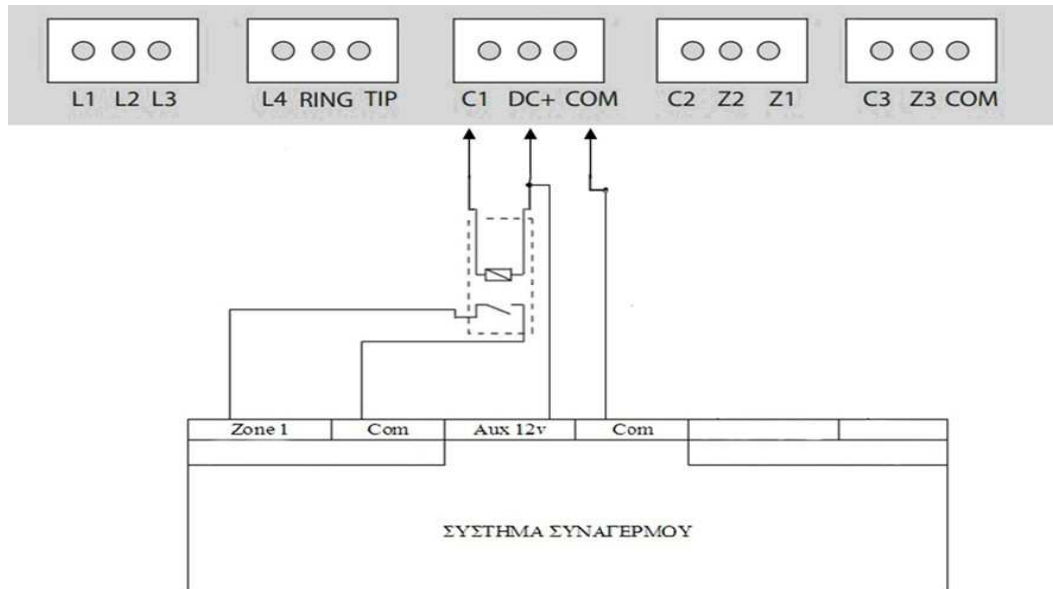 L1 L2 L3 L4 RING TIP C1 DC+ COM C2 Z2 Z1 C3 Z3 COM
Zone 1 Com Aux 12v Com
ΣΥΣΤΗΜΑ ΣΥΝΑΓΕΡΜΟΥ